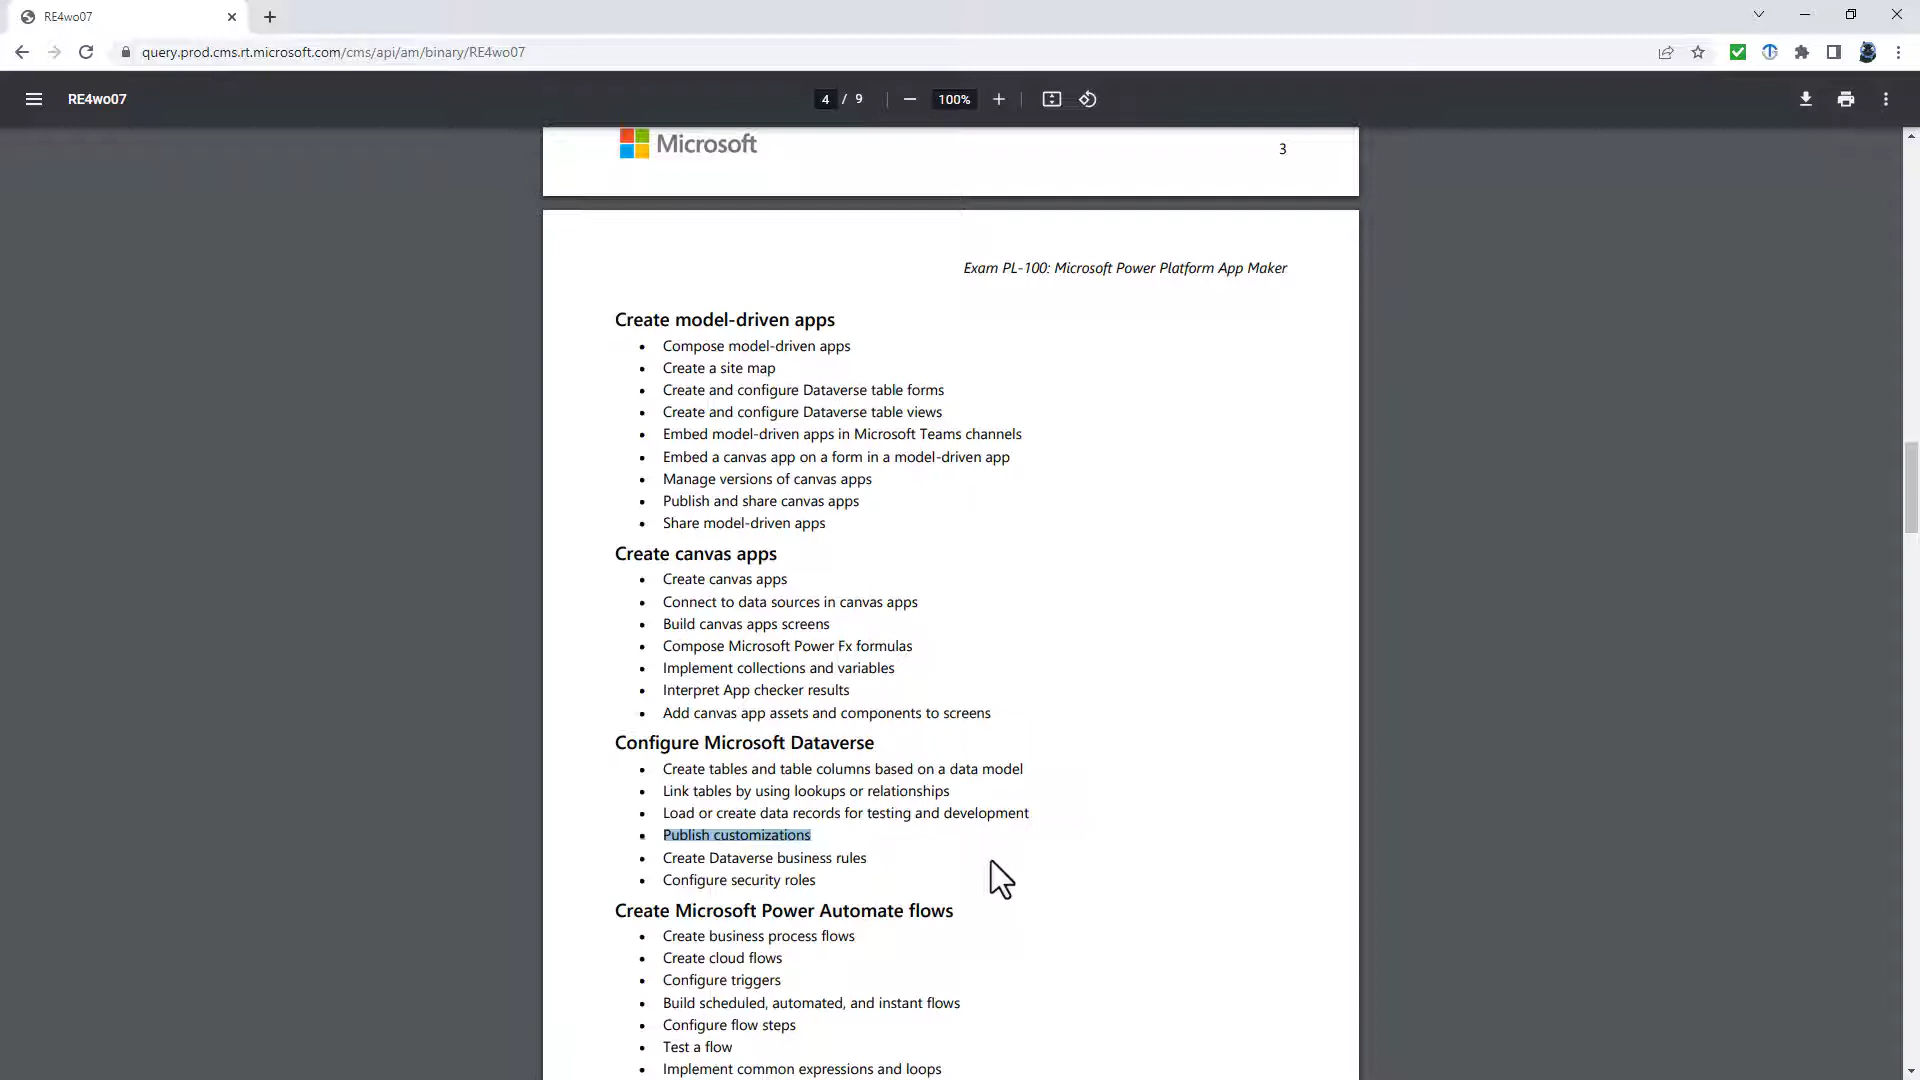 RE4wo07
query.prod.cms.rt.microsoft.com/cms/api/am/binary/RE4wo07
RE4wo07
4 / 9
100%
Microsoft
3
Exam PL-100: Microsoft Power Platform App Maker
Create model-driven apps
• Compose model-driven apps
• Create a site map
• Create and configure Dataverse table forms
• Create and configure Dataverse table views
• Embed model-driven apps in Microsoft Teams channels
• Embed a canvas app on a form in a model-driven app
• Manage versions of canvas apps
• Publish and share canvas apps
• Share model-driven apps
Create canvas apps
• Create canvas apps
• Connect to data sources in canvas apps
• Build canvas apps screens
• Compose Microsoft Power Fx formulas
• Implement collections and variables
• Interpret App checker results
• Add canvas app assets and components to screens
Configure Microsoft Dataverse
• Create tables and table columns based on a data model
• Link tables by using lookups or relationships
• Load or create data records for testing and development
• Publish customizations
• Create Dataverse business rules
• Configure security roles
Create Microsoft Power Automate flows
• Create business process flows
• Create cloud flows
• Configure triggers
• Build scheduled, automated, and instant flows
• Configure flow steps
• Test a flow
• Implement common expressions and loops